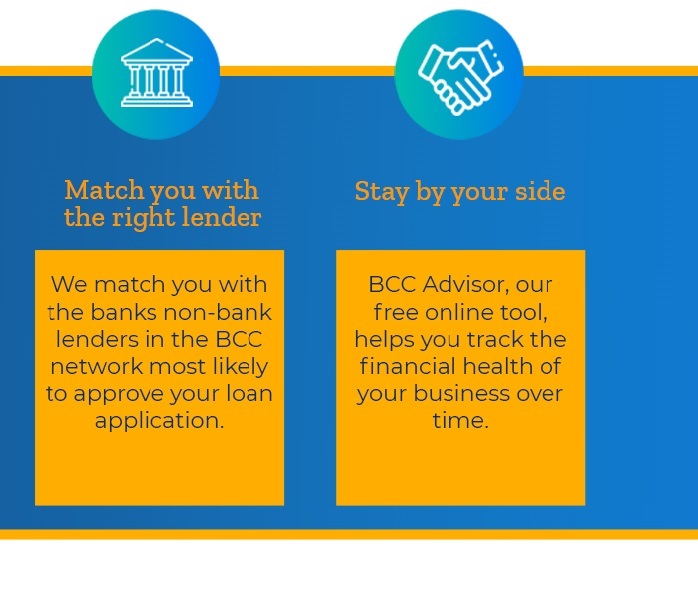 Match you with
the right lender
We match you with
the banks non-bank
lenders in the BCC
network most likely
to approve your loan
application.
Stay by your side
BCC Advisor, our
free online tool,
helps you track the
financial health of
your business over
time.